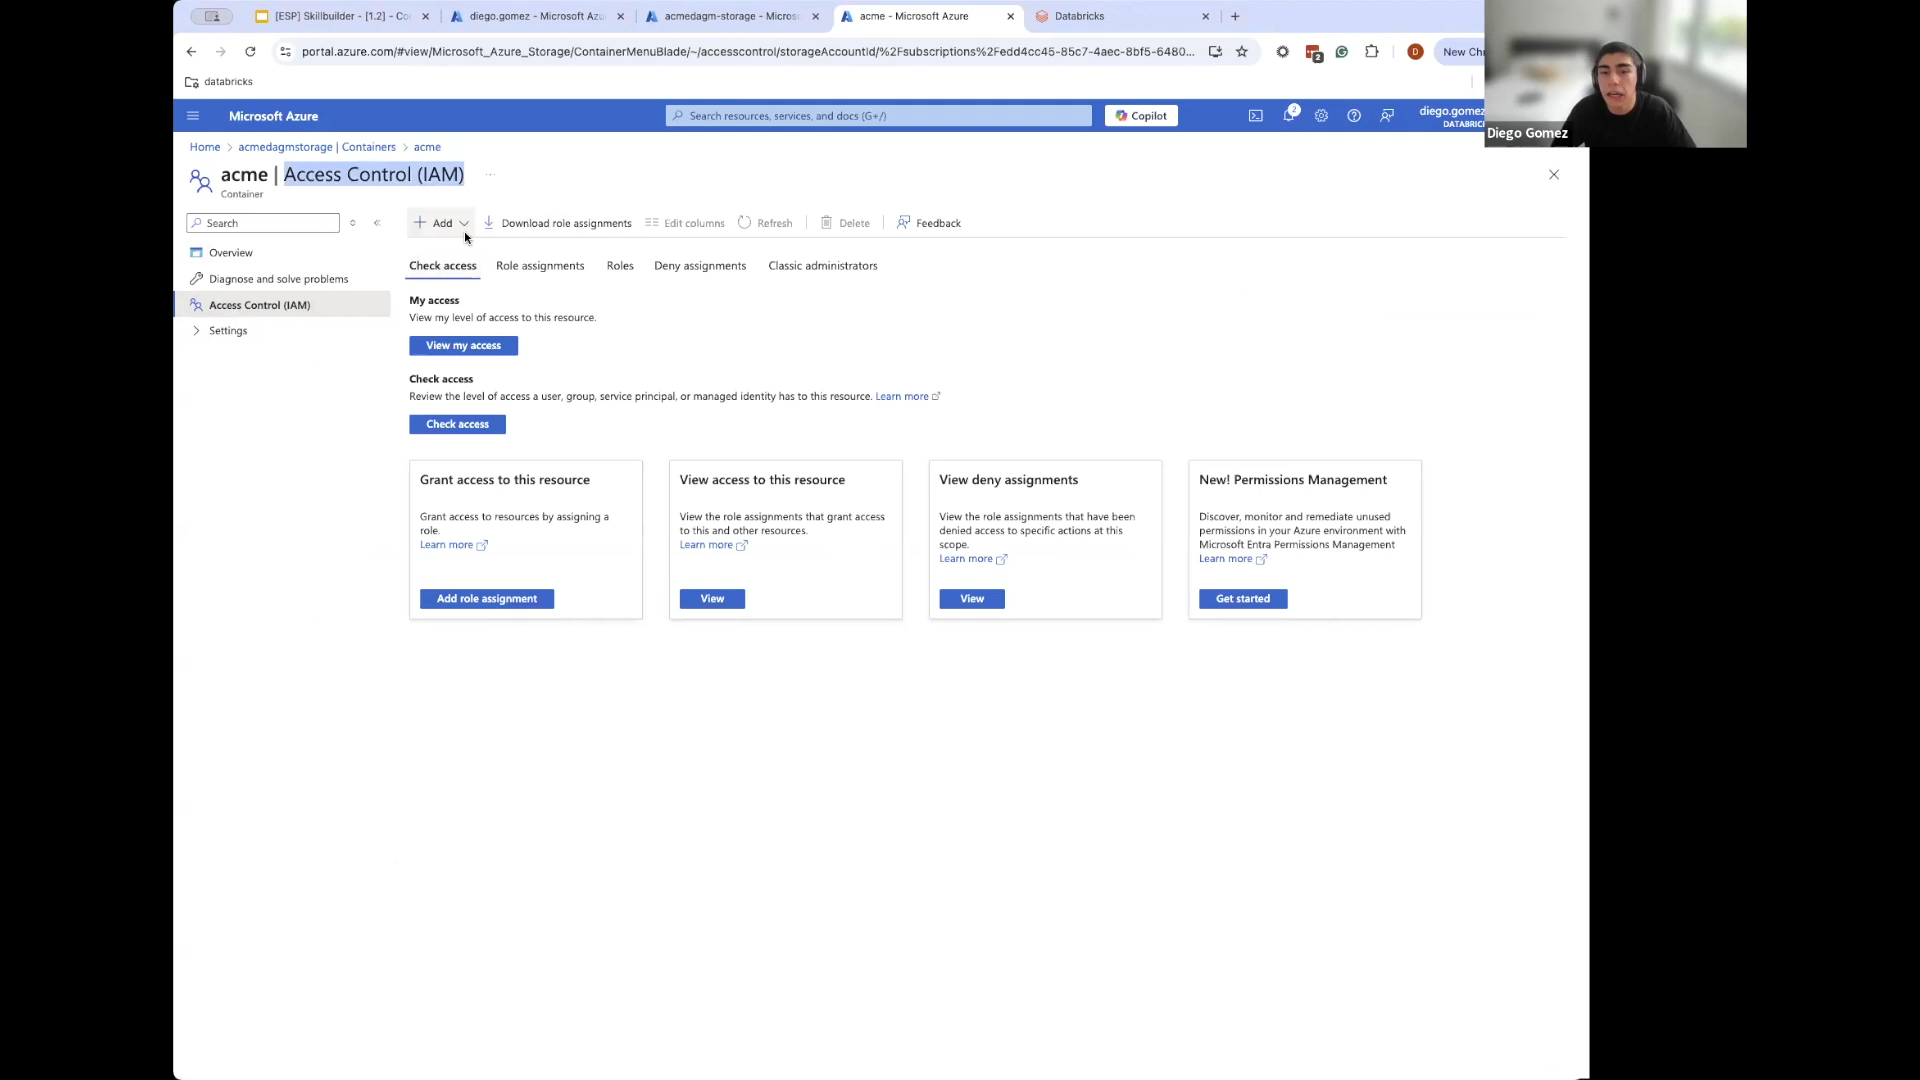 [ESP] Skillbuilder - [1.2] - Co
diego.gomez - Microsoft Azu
acmedagm-storage - Micros
acme - Microsoft Azure
Databricks
portal.azure.com/#view/Microsoft_Azure_Storage/ContainerMenuBlade/~/accesscontrol/storageAccountId/%2Fsubscriptions%2Fedd4cc45-85c7-4aec-8bf5-6480...
2
D
New Chr
databricks
Microsoft Azure
Search resources, services, and docs (G+/)
Copilot
2
diego.gomez
DATABRIC
Diego Gomez
Home > acmedagmstorage | Containers > acme
acme | Access Control (IAM)
...
Container
Search
Add
Download role assignments
Edit columns
Refresh
Delete
Feedback
Overview
Diagnose and solve problems
Access Control (IAM)
Settings
Check access
Role assignments
Roles
Deny assignments
Classic administrators
My access
View my level of access to this resource.
View my access
Check access
Review the level of access a user, group, service principal, or managed identity has to this resource. Learn more
Check access
Grant access to this resource
Grant access to resources by assigning a
role.
Learn more
Add role assignment
View access to this resource
View the role assignments that grant access
to this and other resources.
Learn more
View
View deny assignments
View the role assignments that have been
denied access to specific actions at this
scope.
Learn more
View
New! Permissions Management
Discover, monitor and remediate unused
permissions in your Azure environment with
Microsoft Entra Permissions Management
Learn more
Get started